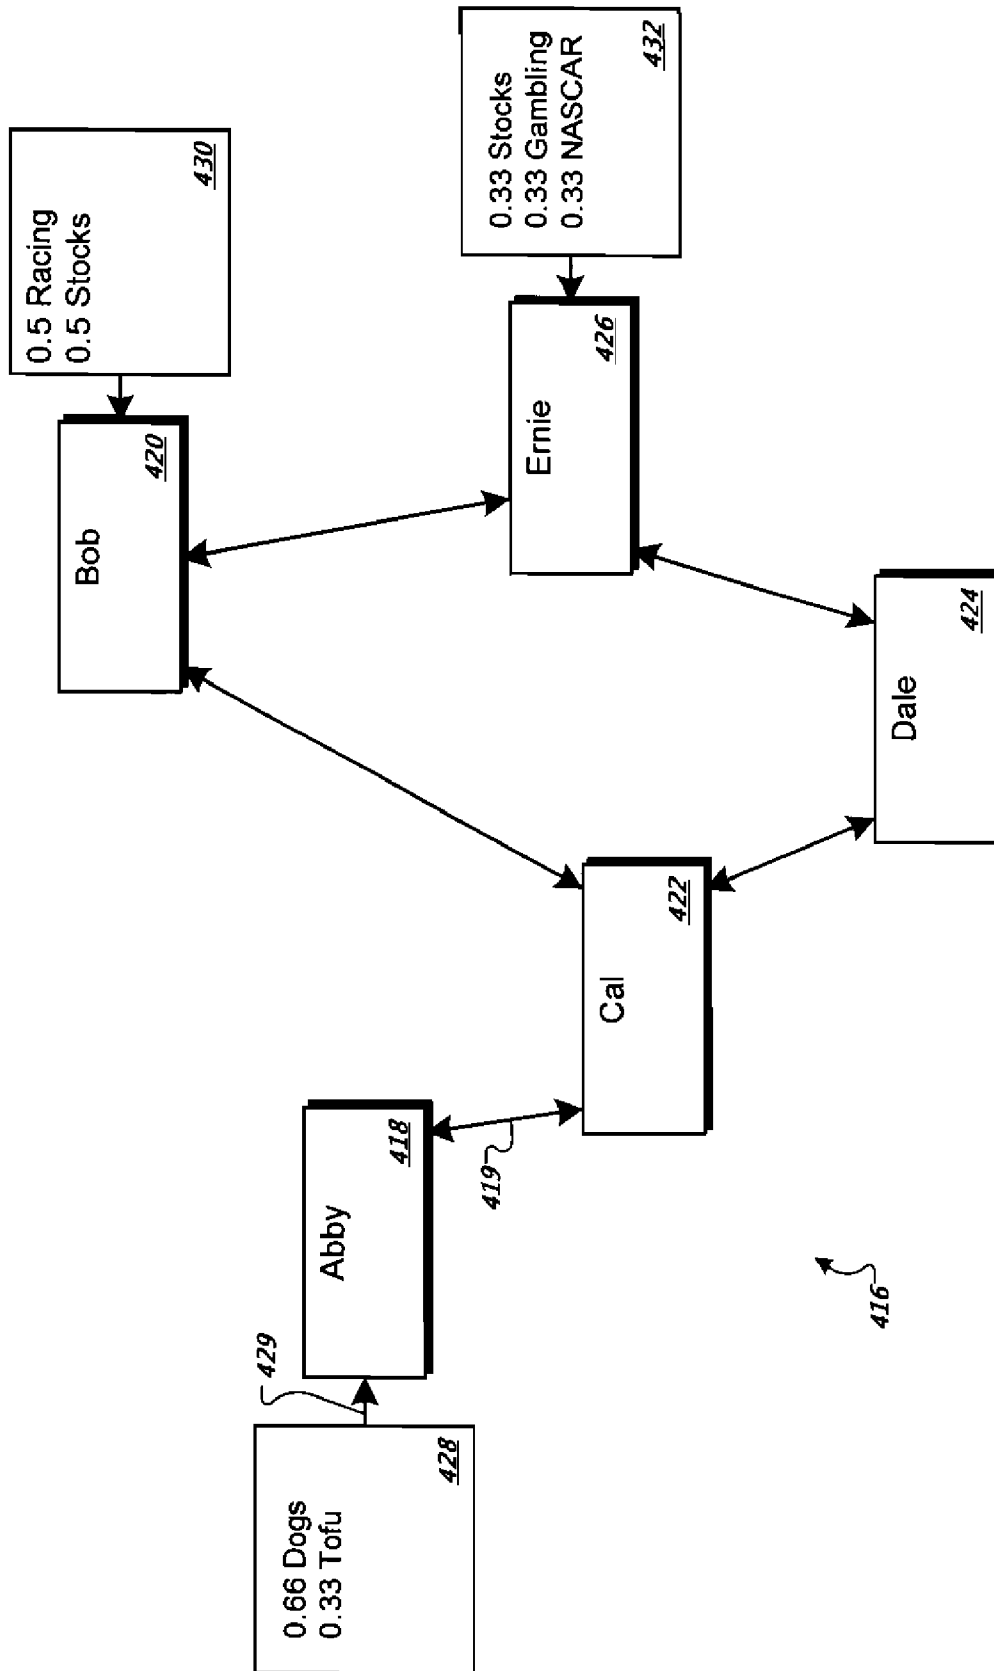 0.66 Dogs
0.33 Tofu
428
429
Abby
418
419
Cal
422
Bob
420
0.5 Racing
0.5 Stocks
430
Ernie
426
0.33 Stocks
0.33 Gambling
0.33 NASCAR
432
Dale
424
416